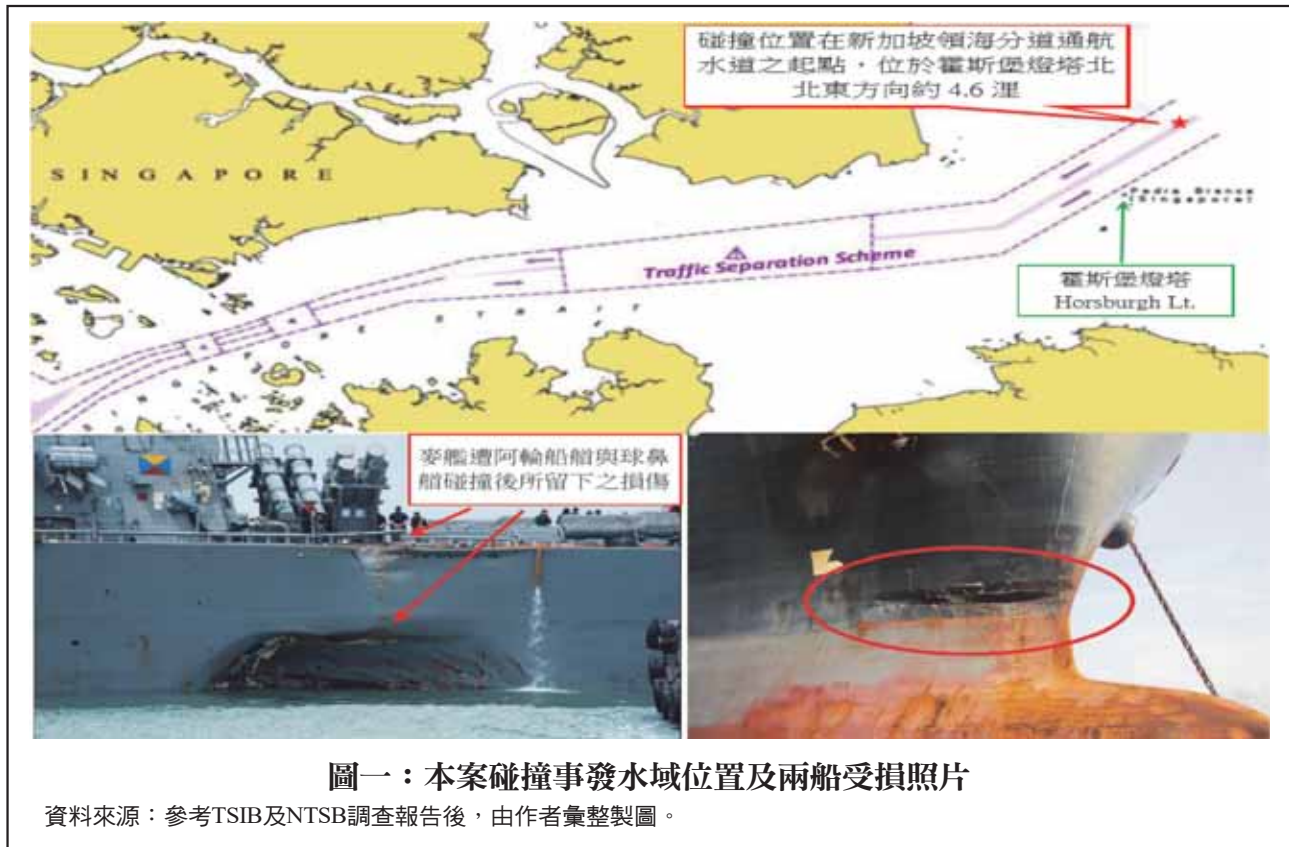 碰撞位置在新加坡領海分道通航
水道之起點，位於霍斯堡燈塔北
北東方向約 4.6 浬
SINGAPORE
Pedra Branca
(Singapore)
Traffic Separation Scheme
霍斯堡燈塔
Horsburgh Lt.
STRAIT
麥艦遭阿輪船艏與球鼻
艏碰撞後所留下之損傷
圖一：本案碰撞事發水域位置及兩船受損照片
資料來源：參考TSIB及NTSB調查報告後，由作者彙整製圖。